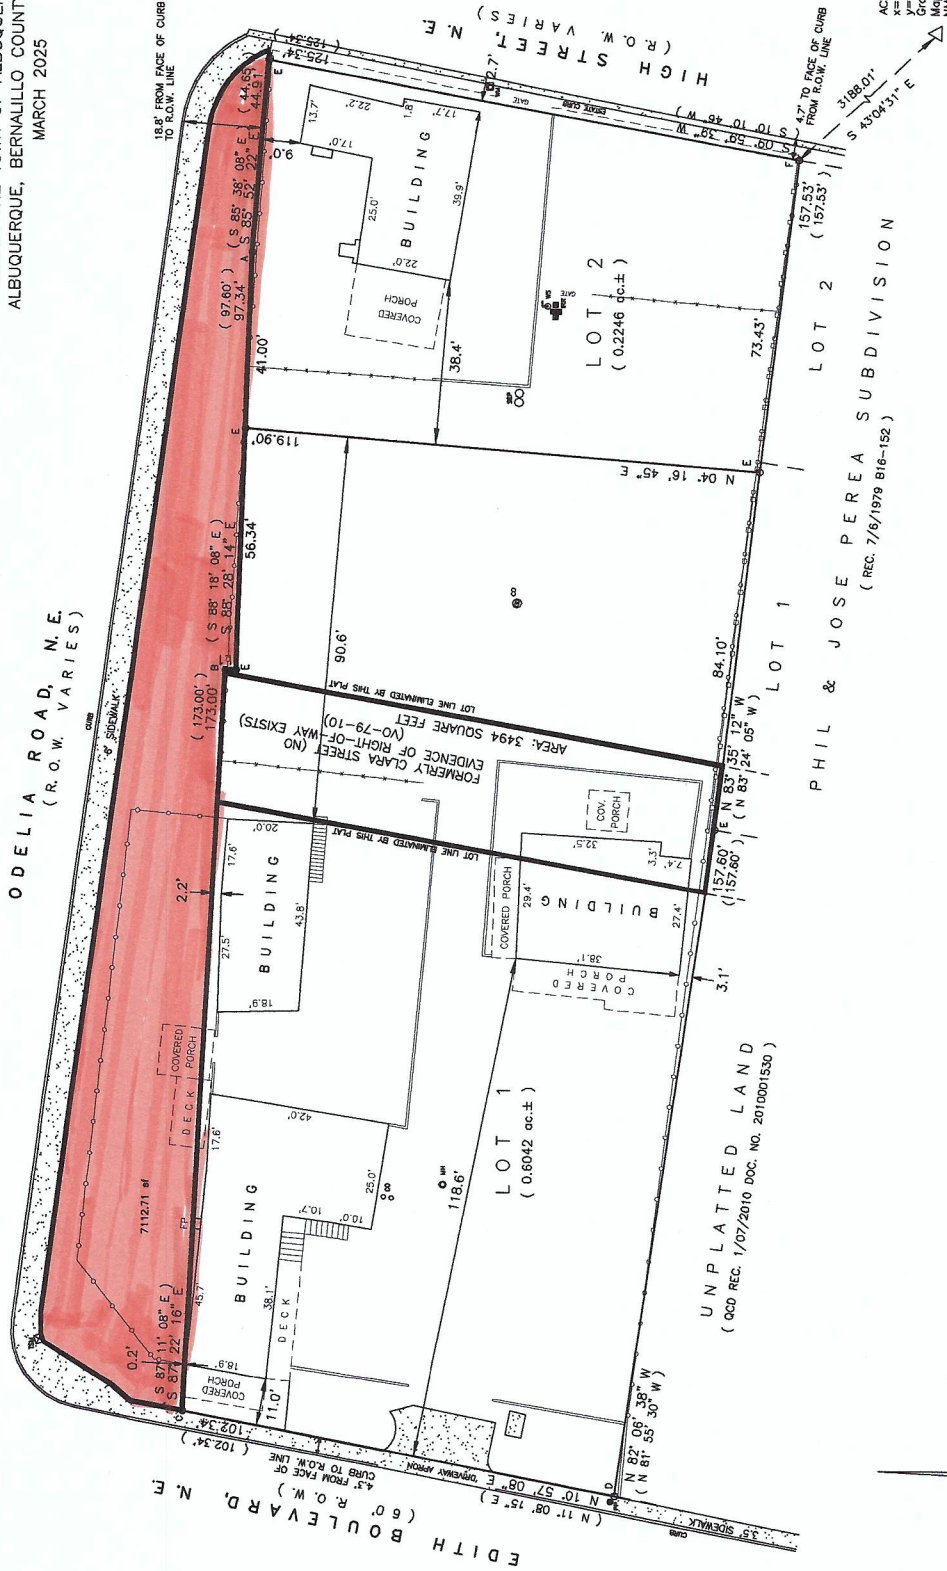 ALBUQUERQUE, BERNALILLO COUNT
MARCH 2025
ODELIA ROAD, N. E.
( R. O. W. VARIES )
CURB
6' SIDEWALK
18.8' FROM FACE OF CURB
TO R.O.W. LINE
HIGH STREET, N. E.
( R. O. W. VARIES )
( 125.34' )
125.34'
( 44.65' )
44.91'
( S 85° 38' 08" E )
S 85° 52' 22" E
( 97.60' )
97.34'
A
E
9.0'
41.00'
13.7'
22.2'
1.8'
17.7'
17.0'
25.0'
39.9'
22.0'
BUILDING
COVERED
PORCH
38.4'
2.7'
GATE
CURB
S 09° 59' 39" W
( S 10° 10' 46" W )
4.7' TO FACE OF CURB
FROM R.O.W. LINE
3188.01'
S 43°04'31" E
F
157.53'
( 157.53' )
LOT 2
( 0.2246 ac.± )
GATE
WS
73.43'
119.90'
N 04° 16' 45" E
E
E
( S 88° 18' 08" E )
S 88° 28' 14" E
56.34'
B
E
( 173.00' )
173.00'
90.6'
84.10'
LOT LINE ELIMINATED BY THIS PLAT
FORMERLY CLARA STREET (NO
EVIDENCE OF RIGHT-OF-WAY EXISTS)
(VO-79-10)
AREA: 3494 SQUARE FEET
LOT LINE ELIMINATED BY THIS PLAT
N 83° 35' 12" W
( N 83° 24' 05" W )
E
157.60'
( 157.60' )
LOT 2
LOT 1
PHIL & JOSE PEREA SUBDIVISION
( REC. 7/6/1979 B16-152 )
2.2'
20.0'
17.6'
27.5'
43.8'
18.9'
BUILDING
COVERED
PORCH
DECK
17.6'
42.0'
COV.
PORCH
32.5'
3.3'
7.4'
COVERED PORCH
29.4'
BUILDING
27.4'
38.1'
COVERED
PORCH
3.1'
7112.71 sf
45.7'
BUILDING
25.0'
10.0'
10.7'
38.1'
DECK
18.9'
COVERED
PORCH
11.0'
0.2'
S 87° 11' 08" E )
S 87° 22' 16" E
C
MH
118.6'
LOT 1
( 0.6042 ac.± )
UNPLATTED LAND
( QCD REC. 1/07/2010 DOC. NO. 2010001530 )
N 82° 06' 38" W
( N 81° 55' 30" W )
D
102.34'
( 102.34' )
4.3' FROM FACE OF
CURB TO R.O.W. LINE
DRIVEWAY APRON
N 10° 57' 08" E
( N 11° 08' 15" E )
EDITH BOULEVARD, N. E.
( 60' R. O. W. )
CURB
3.5' SIDEWALK